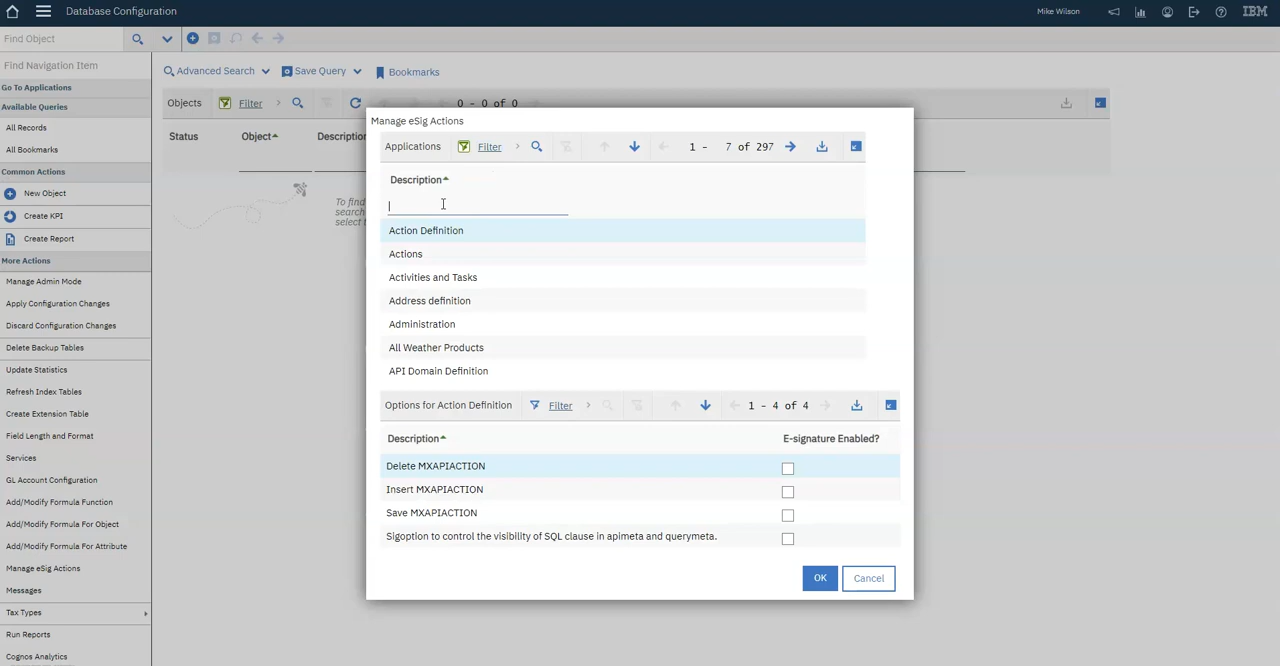 Database Configuration
Mike Wilson
IBM
Find Object
Find Navigation Item
Go To Applications
Available Queries
All Records
All Bookmarks
Common Actions
New Object
Create KPI
Create Report
More Actions
Manage Admin Mode
Apply Configuration Changes
Discard Configuration Changes
Delete Backup Tables
Update Statistics
Refresh Index Tables
Create Extension Table
Field Length and Format
Services
GL Account Configuration
Add/Modify Formula Function
Add/Modify Formula For Object
Add/Modify Formula For Attribute
Manage eSig Actions
Messages
Tax Types
Run Reports
Cognos Analytics
Advanced Search
Save Query
Bookmarks
Objects
Filter
0 - 0 of 0
Status
Object
Description
To find
search
select t
Manage eSig Actions
Applications
Filter
1 - 7 of 297
Description
Action Definition
Actions
Activities and Tasks
Address definition
Administration
All Weather Products
API Domain Definition
Options for Action Definition
Filter
1 - 4 of 4
Description
E-signature Enabled?
Delete MXAPIACTION
Insert MXAPIACTION
Save MXAPIACTION
Sigoption to control the visibility of SQL clause in apimeta and querymeta.
OK
Cancel